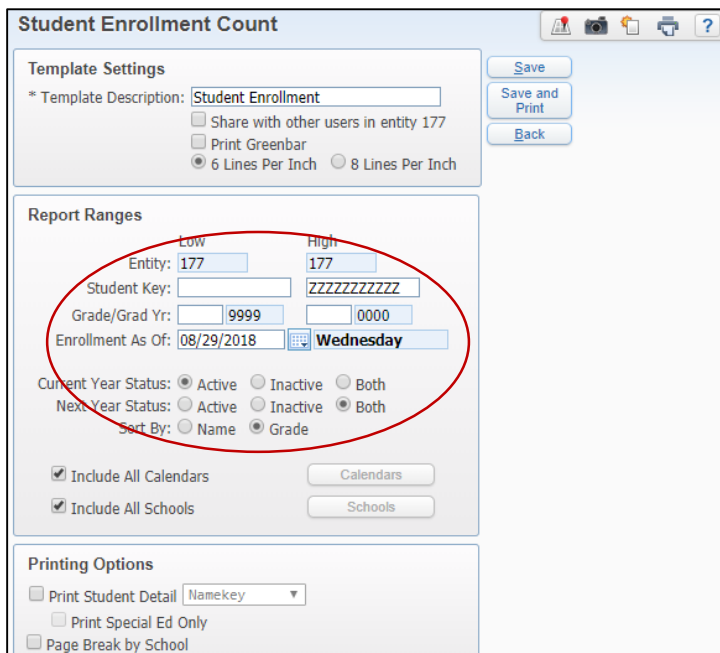 Student Enrollment Count
?
Template Settings
* Template Description: Student Enrollment
Share with other users in entity 177
Print Greenbar
6 Lines Per Inch 8 Lines Per Inch
Save
Save and
Print
Back
Report Ranges
Low High
Entity: 177 177
Student Key: ZZZZZZZZZZZ
Grade/Grad Yr: 9999 0000
Enrollment As Of: 08/29/2018 Wednesday
Current Year Status: Active Inactive Both
Next Year Status: Active Inactive Both
Sort By: Name Grade
Include All Calendars Calendars
Include All Schools Schools
Printing Options
Print Student Detail Namekey
Print Special Ed Only
Page Break by School